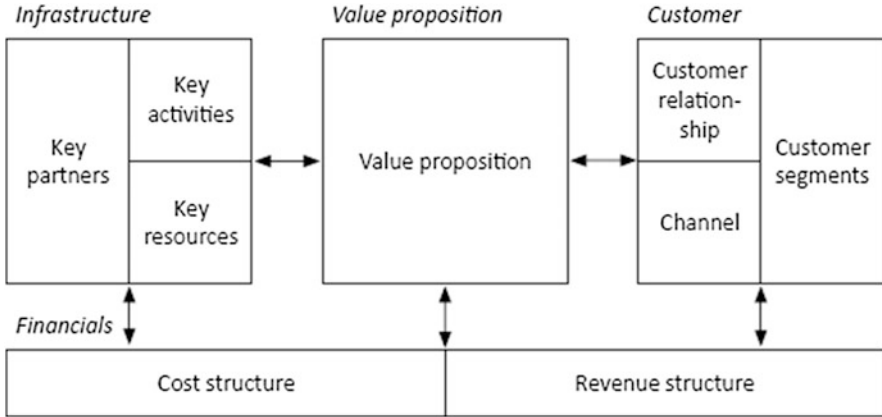 Infrastructure
Value proposition
Customer
Key
partners
Key
activities
Key
resources
Value proposition
Customer
relation-
ship
Channel
Customer
segments
Financials
Cost structure
Revenue structure